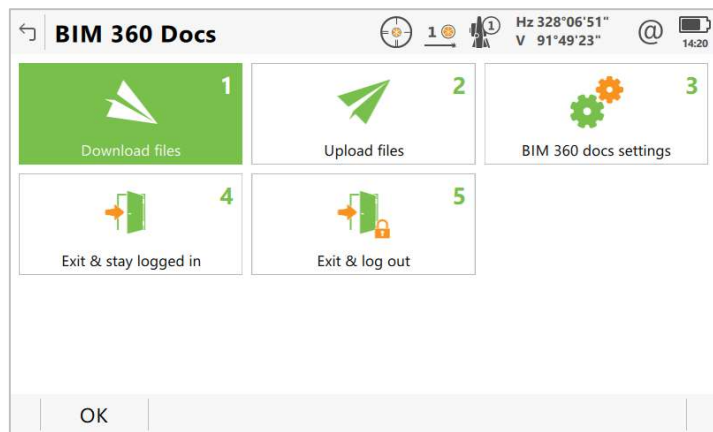 BIM 360 Docs
1
1
Hz 328°06'51"
V 91°49'23"
@
14:20
1
Download files
2
Upload files
3
BIM 360 docs settings
4
Exit & stay logged in
5
Exit & log out
OK